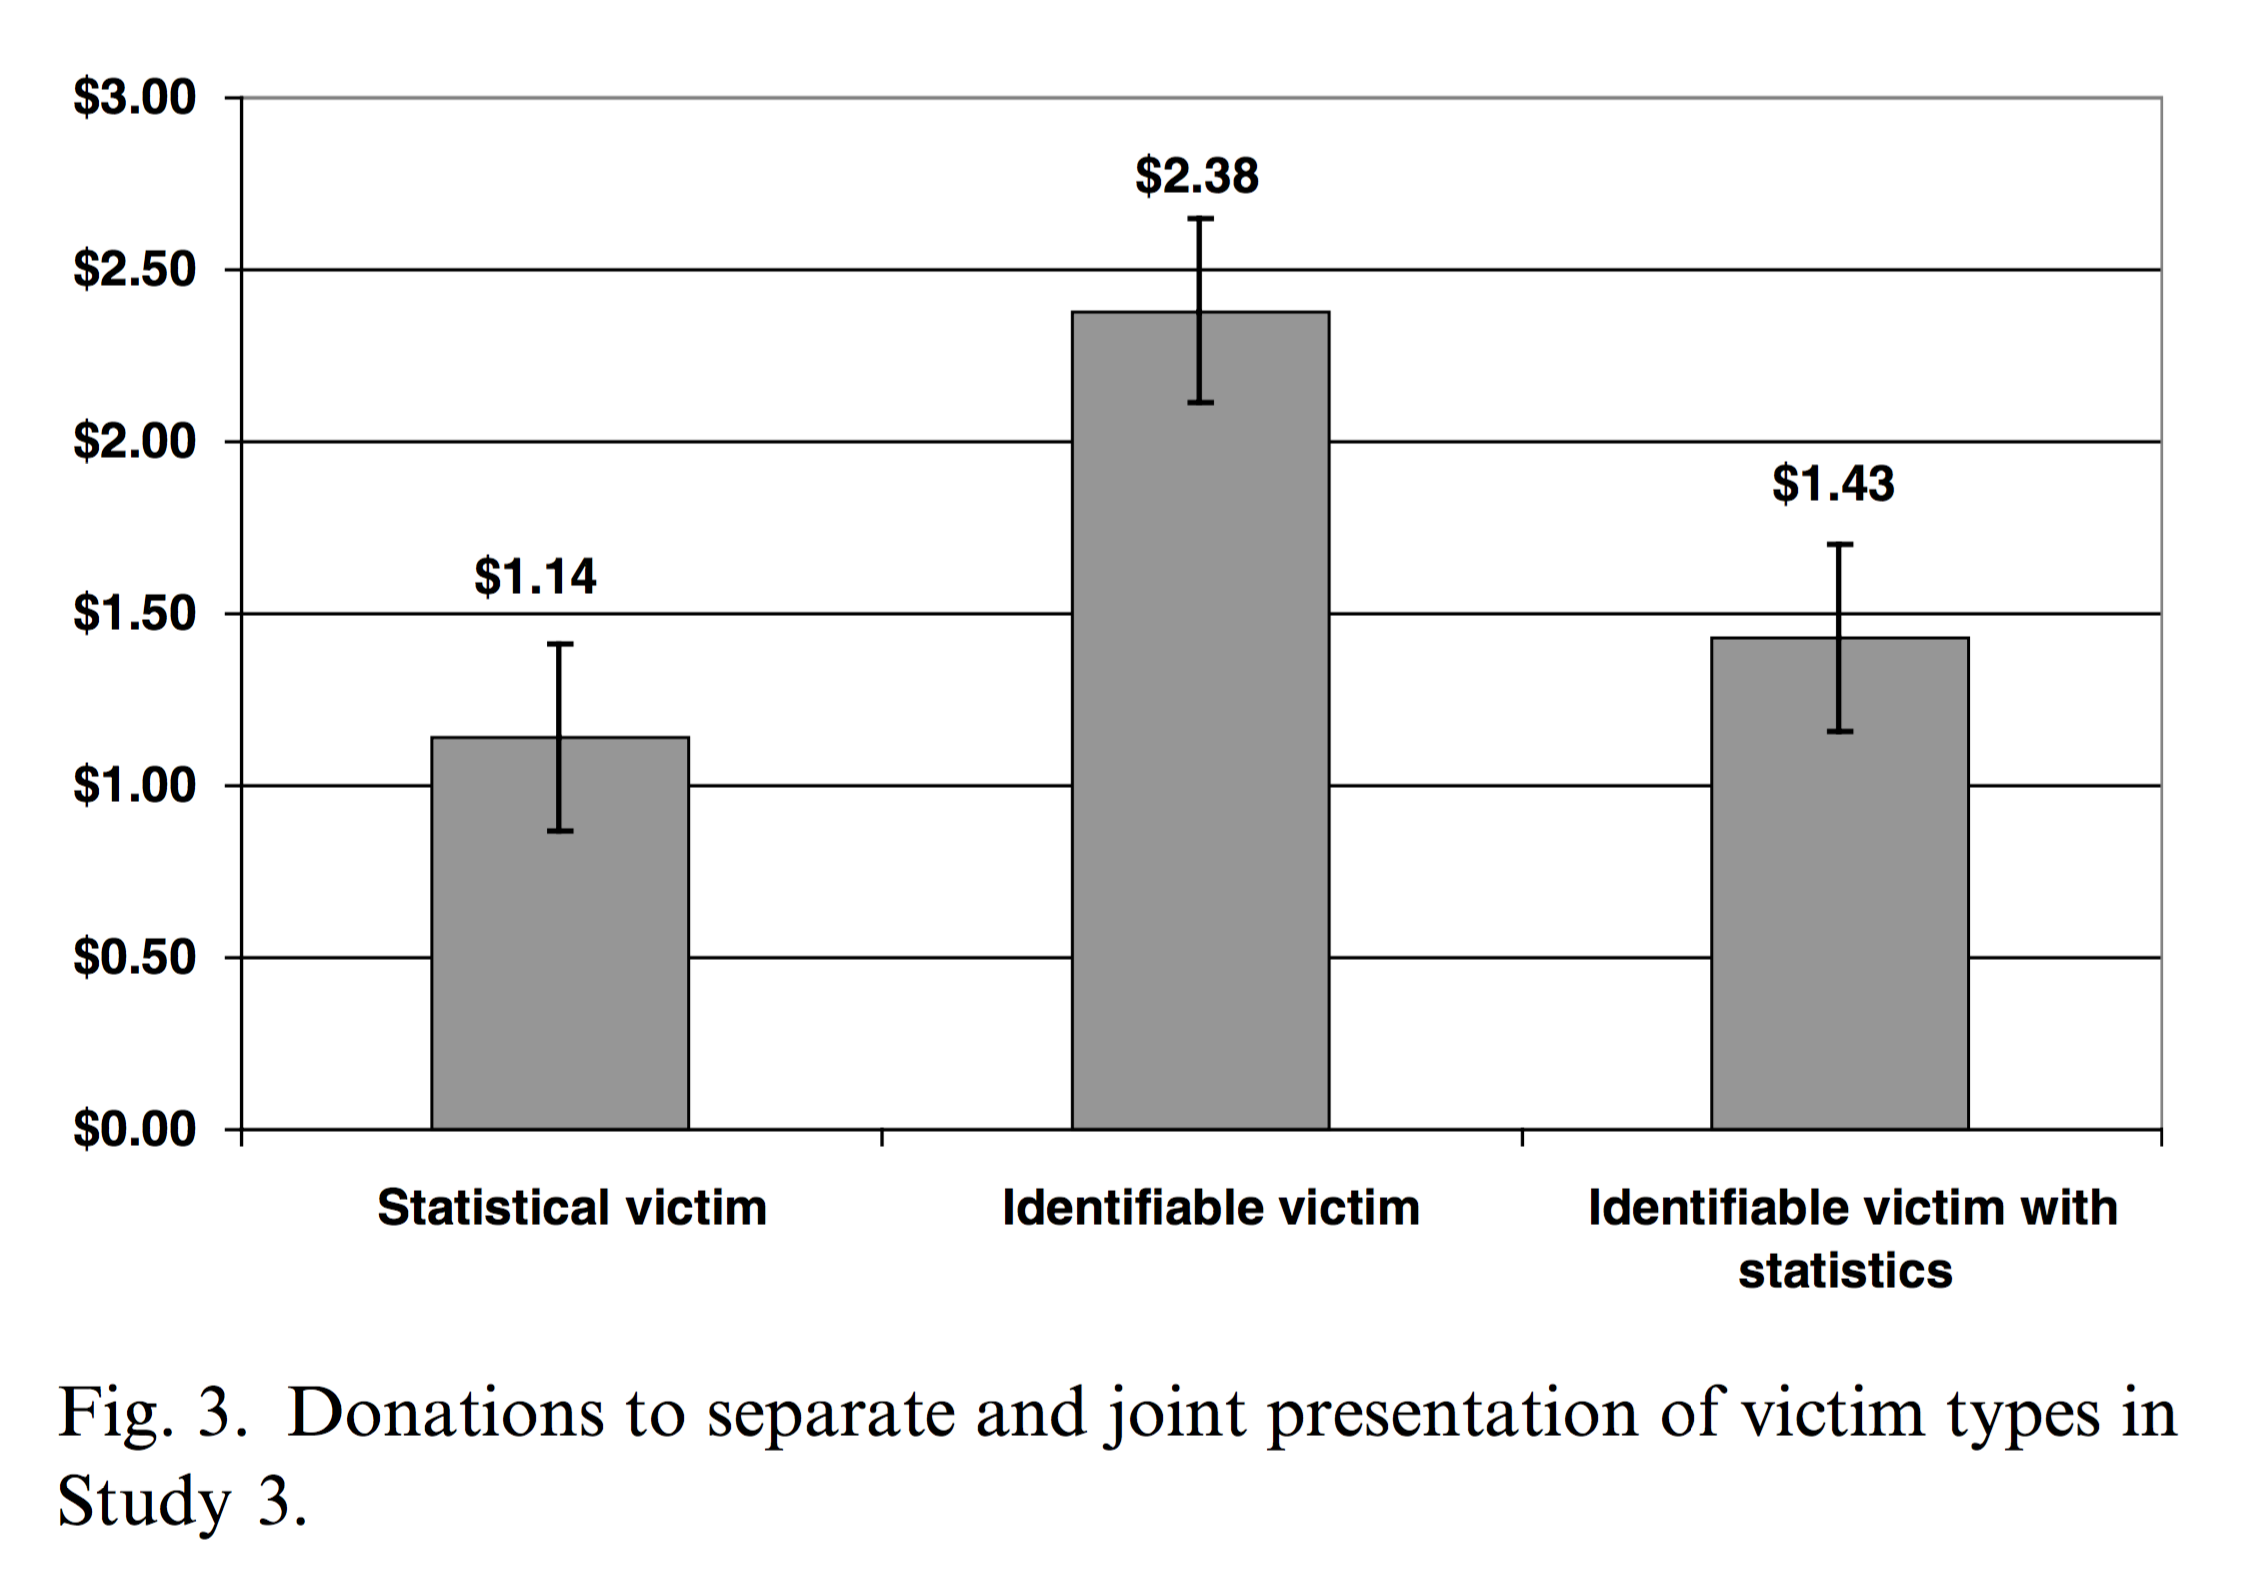 $3.00
$2.38
$2.50
$2.00
$1.43
$1.14
$1.50
$1.00
$0.50
$0.00
Statistical victim
Identifiable victim
Identifiable victim with
statistics
Fig. 3. Donations to separate and joint presentation of victim types in
Study 3.